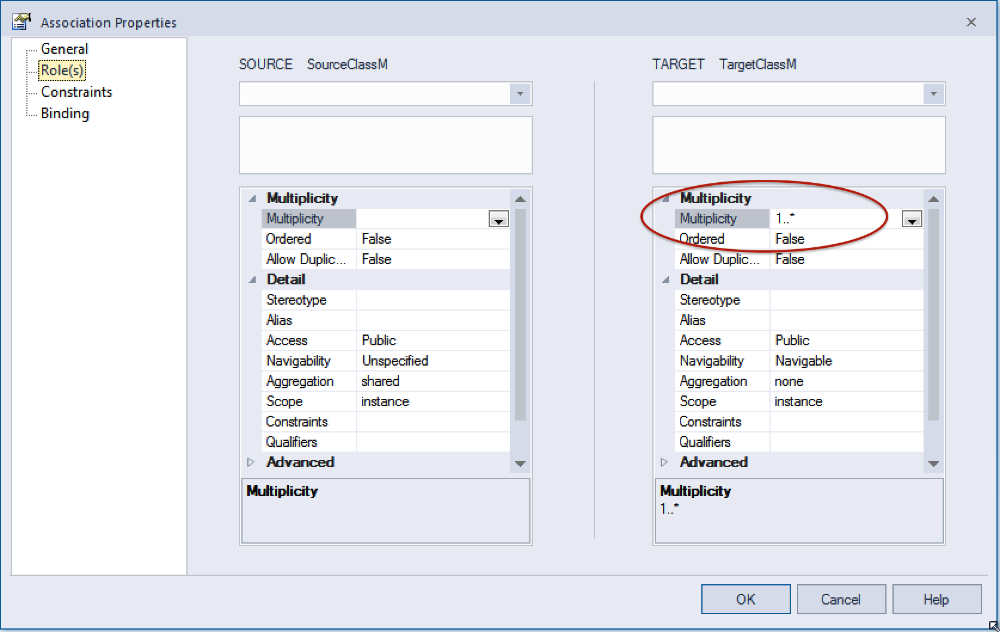 Association Properties
General
Role(s)
Constraints
Binding
SOURCE SourceClassM
Multiplicity
Multiplicity
Ordered False
Allow Duplic... False
Detail
Stereotype
Alias
Access Public
Navigability Unspecified
Aggregation shared
Scope instance
Constraints
Qualifiers
Advanced
Multiplicity
TARGET TargetClassM
Multiplicity
Multiplicity 1..*
Ordered False
Allow Duplic... False
Detail
Stereotype
Alias
Access Public
Navigability Navigable
Aggregation none
Scope instance
Constraints
Qualifiers
Advanced
Multiplicity
1..*
OK Cancel Help